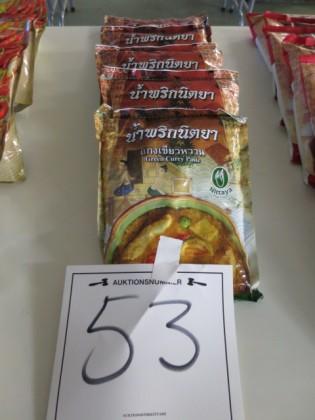 น้ำพริกนิตยา
น้ำพริกนิตยา
น้ำพริกนิตยา
น้ำพริกนิตยา
แกงเขียวหวาน
Green Curry Paste
Nittaya
AUKTIONSNUMMER
53